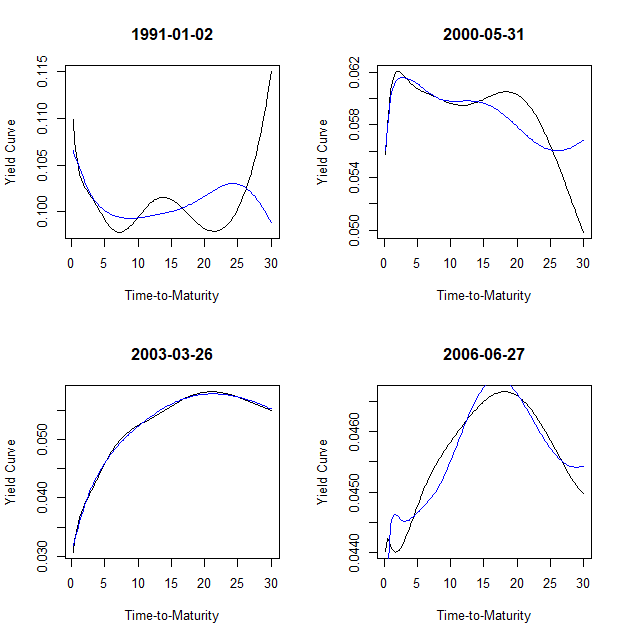 1991-01-02
Yield Curve
0.100 0.105 0.110 0.115
0 5 10 15 20 25 30
Time-to-Maturity
2000-05-31
Yield Curve
0.050 0.054 0.058 0.062
0 5 10 15 20 25 30
Time-to-Maturity
2003-03-26
Yield Curve
0.030 0.040 0.050
0 5 10 15 20 25 30
Time-to-Maturity
2006-06-27
Yield Curve
0.0440 0.0450 0.0460
0 5 10 15 20 25 30
Time-to-Maturity